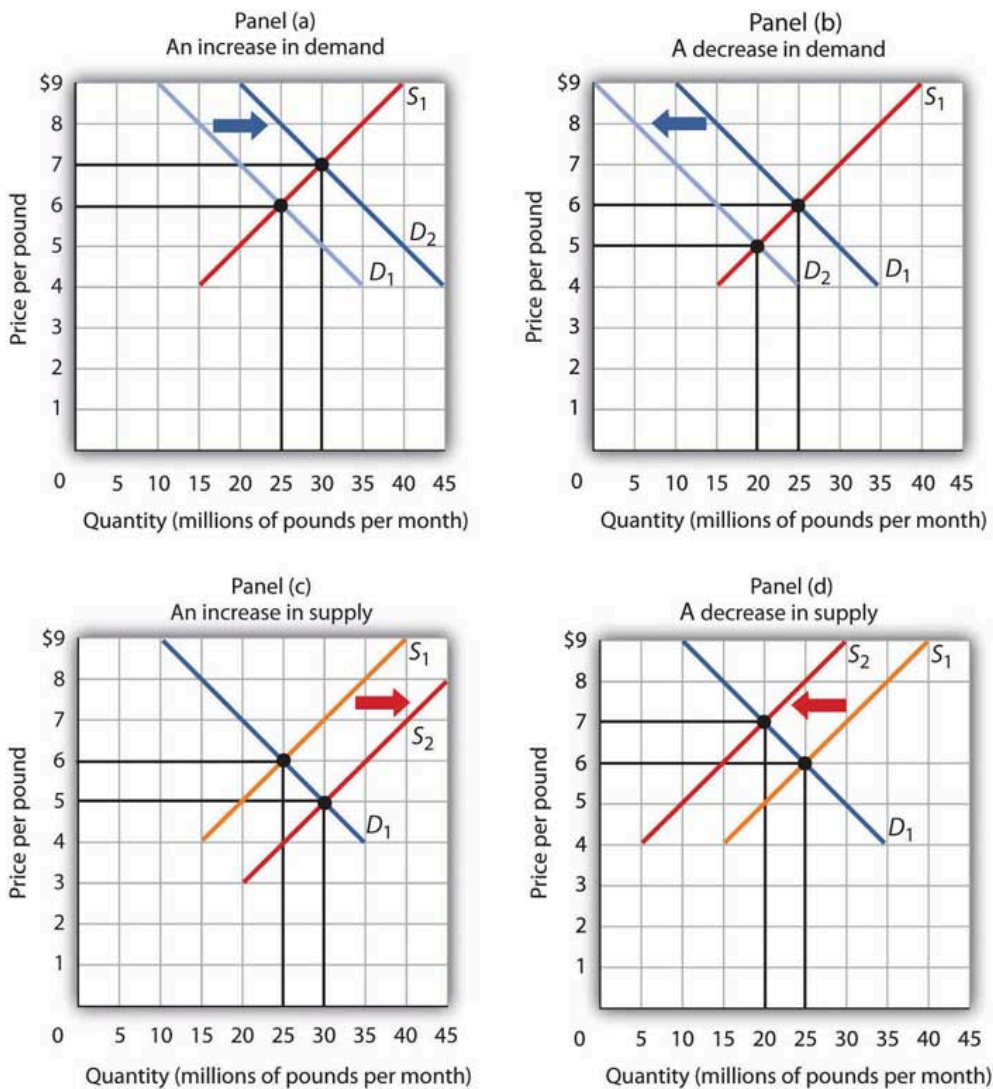 Panel (a)
An increase in demand
$9
8
7
6
5
4
3
2
1
0
5 10 15 20 25 30 35 40 45
S1
D2
D1
Price per pound
Quantity (millions of pounds per month)
Panel (b)
A decrease in demand
$9
8
7
6
5
4
3
2
1
0
5 10 15 20 25 30 35 40 45
S1
D2
D1
Price per pound
Quantity (millions of pounds per month)
Panel (c)
An increase in supply
$9
8
7
6
5
4
3
2
1
0
5 10 15 20 25 30 35 40 45
S1
S2
D1
Price per pound
Quantity (millions of pounds per month)
Panel (d)
A decrease in supply
$9
8
7
6
5
4
3
2
1
0
5 10 15 20 25 30 35 40 45
S2
S1
D1
Price per pound
Quantity (millions of pounds per month)